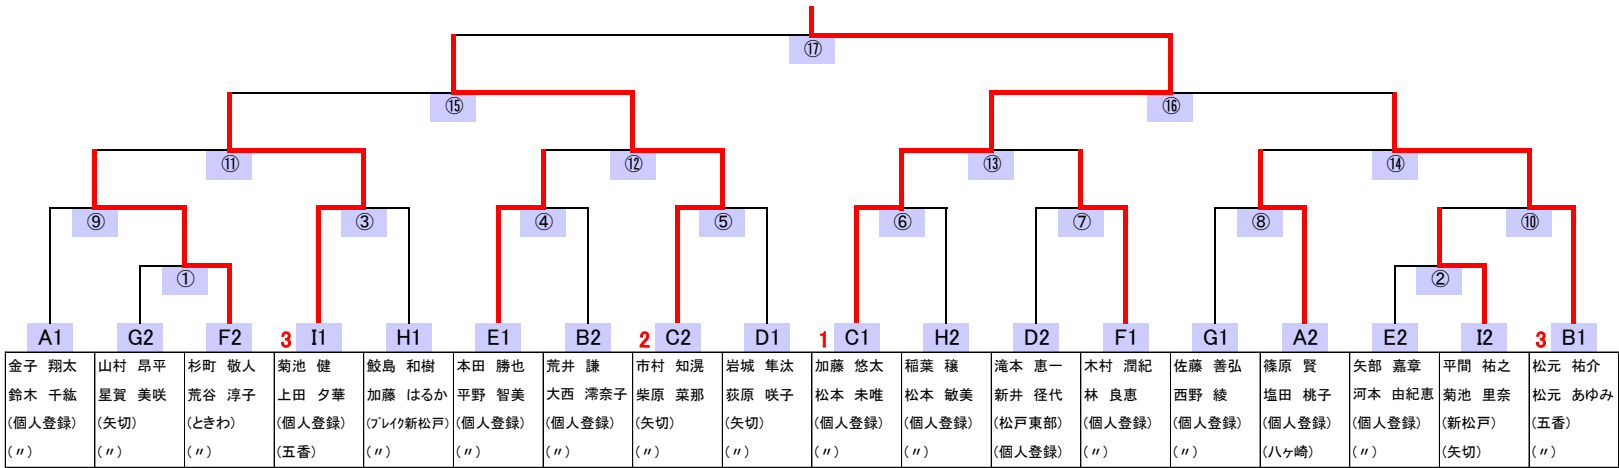 ⑰
⑮ ⑯
⑪ ⑫ ⑬ ⑭
⑨ ③ ④ ⑤ ⑥ ⑦ ⑧ ⑩
① ②
A1 G2 F2 3 I1 H1 E1 B2 2 C2 D1 1 C1 H2 D2 F1 G1 A2 E2 I2 3 B1
金子 翔太 山村 昂平 杉町 敬人 菊池 健 鮫島 和樹 本田 勝也 荒井 謙 市村 知滉 岩城 隼汰 加藤 悠太 稲葉 穣 滝本 恵一 木村 潤紀 佐藤 善弘 篠原 賢 矢部 嘉章 平間 祐之 松元 祐介
鈴木 千紘 星賀 美咲 荒谷 淳子 上田 夕華 加藤 はるか 平野 智美 大西 澪奈子 柴原 菜那 荻原 咲子 松本 未唯 松本 敏美 新井 径代 林 良恵 西野 綾 塩田 桃子 河本 由紀恵 菊池 里奈 松元 あゆみ
(個人登録) (矢切) (ときわ) (個人登録) (ブレイク新松戸) (個人登録) (個人登録) (矢切) (矢切) (個人登録) (個人登録) (松戸東部) (個人登録) (個人登録) (個人登録) (個人登録) (新松戸) (五香)
(〃) (〃) (〃) (五香) (〃) (〃) (〃) (〃) (〃) (〃) (〃) (個人登録) (〃) (〃) (八ヶ崎) (〃) (矢切) (〃)